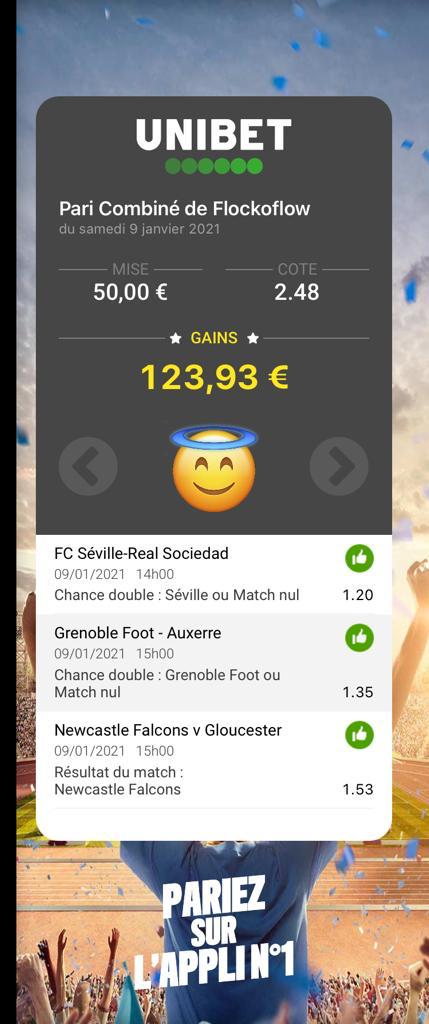 UNIBET
Pari Combiné de Flockoflow
du samedi 9 janvier 2021
MISE
50,00 €
COTE
2.48
GAINS
123,93 €
FC Séville-Real Sociedad
09/01/2021 14h00
Chance double : Séville ou Match nul 1.20
Grenoble Foot - Auxerre
09/01/2021 15h00
Chance double : Grenoble Foot ou
Match nul 1.35
Newcastle Falcons v Gloucester
09/01/2021 15h00
Résultat du match :
Newcastle Falcons 1.53
PARIEZ
SUR
L'APPLI N°1